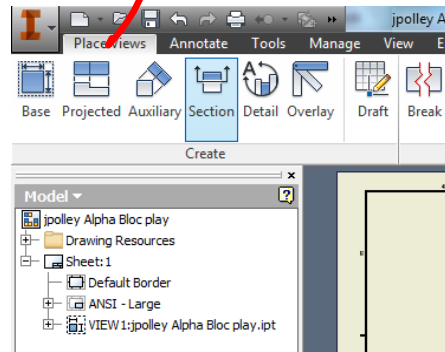 jpolley A
Place Views Annotate Tools Manage View E
Base Projected Auxiliary Section Detail Overlay Draft Break
Create
Model
jpolley Alpha Bloc play
Drawing Resources
Sheet:1
Default Border
ANSI - Large
VIEW1:jpolley Alpha Bloc play.ipt